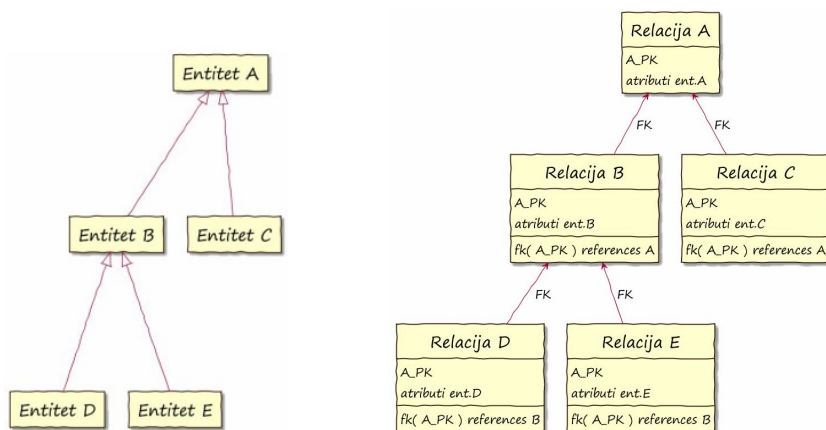 Entitet A
Entitet B
Entitet C
Entitet D
Entitet E
Relacija A
A_PK
atributi ent.A
FK
FK
Relacija B
A_PK
atributi ent.B
fk( A_PK ) references A
Relacija C
A_PK
atributi ent.C
fk( A_PK ) references A
FK
FK
Relacija D
A_PK
atributi ent.D
fk( A_PK ) references B
Relacija E
A_PK
atributi ent.E
fk( A_PK ) references B